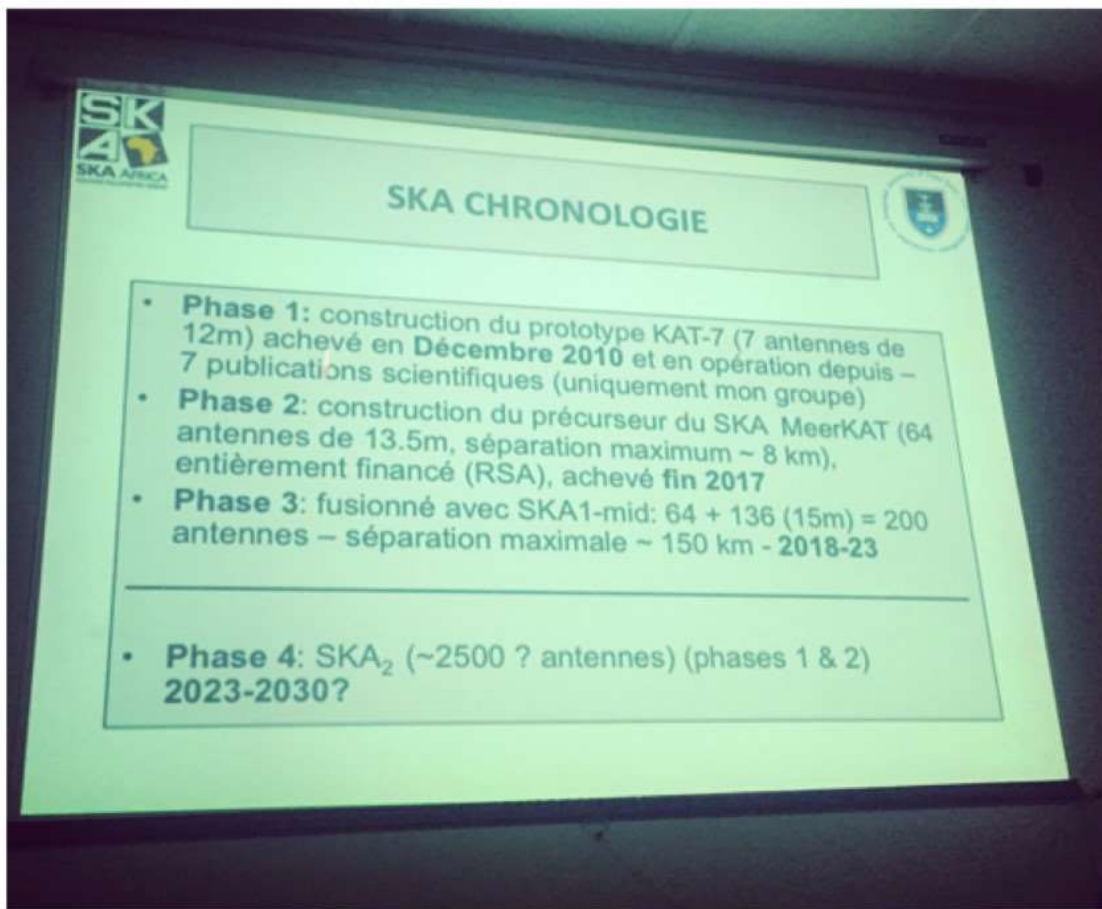 SK
A
SKA AFRICA
SKA CHRONOLOGIE
• Phase 1: construction du prototype KAT-7 (7 antennes de
12m) achevé en Décembre 2010 et en opération depuis –
7 publications scientifiques (uniquement mon groupe)
• Phase 2: construction du précurseur du SKA MeerKAT (64
antennes de 13.5m, séparation maximum ~ 8 km),
entièrement financé (RSA), achevé fin 2017
• Phase 3: fusionné avec SKA1-mid: 64 + 136 (15m) = 200
antennes – séparation maximale ~ 150 km - 2018-23
• Phase 4: SKA₂ (~2500 ? antennes) (phases 1 & 2)
2023-2030?